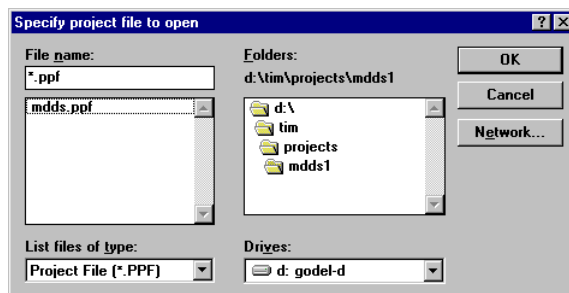 Specify project file to open
File name:
*.ppf
mdds.ppf
List files of type:
Project File (*.PPF)
Folders:
d:\tim\projects\mdds1
d:\
tim
projects
mdds1
Drives:
d: godel-d
OK
Cancel
Network...